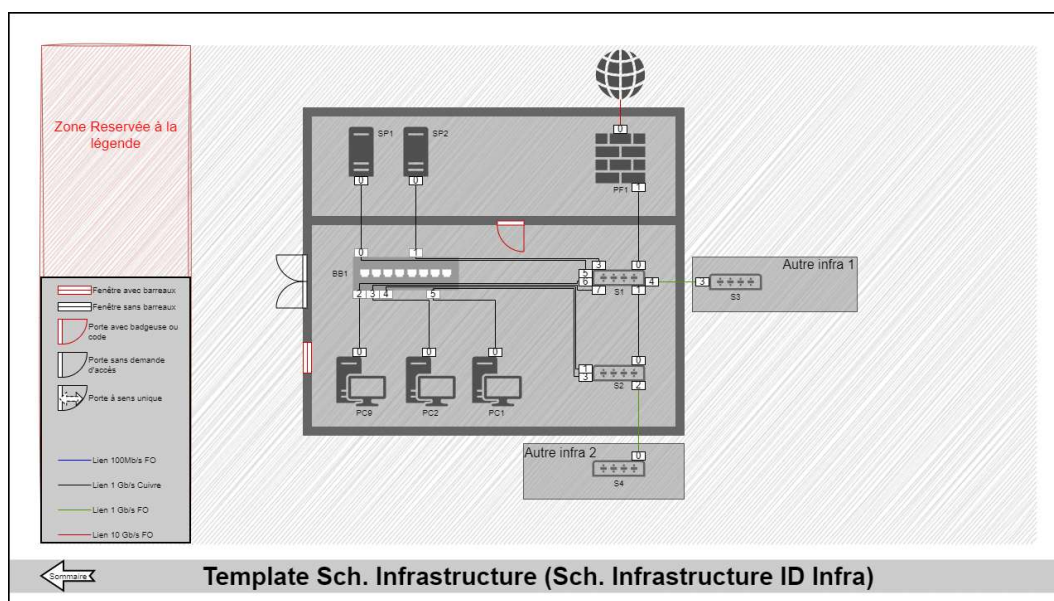 Zone Reservée à la
légende
Fenêtre avec barreaux
Fenêtre sans barreaux
Porte avec badgeuse ou
code
Porte sans demande
d'accès
Porte à sens unique
Lien 100Mb/s FO
Lien 1 Gb/s Cuivre
Lien 1 Gb/s FO
Lien 10 Gb/s FO
SP1
SP2
0
0
0
PF1
1
0
1
BB1
2
3
4
5
3
5
6
7
0
1
4
S1
3
S3
Autre infra 1
0
0
0
PC9
PC2
PC1
1
3
0
2
S2
Autre infra 2
0
S4
Sommaire
Template Sch. Infrastructure (Sch. Infrastructure ID Infra)